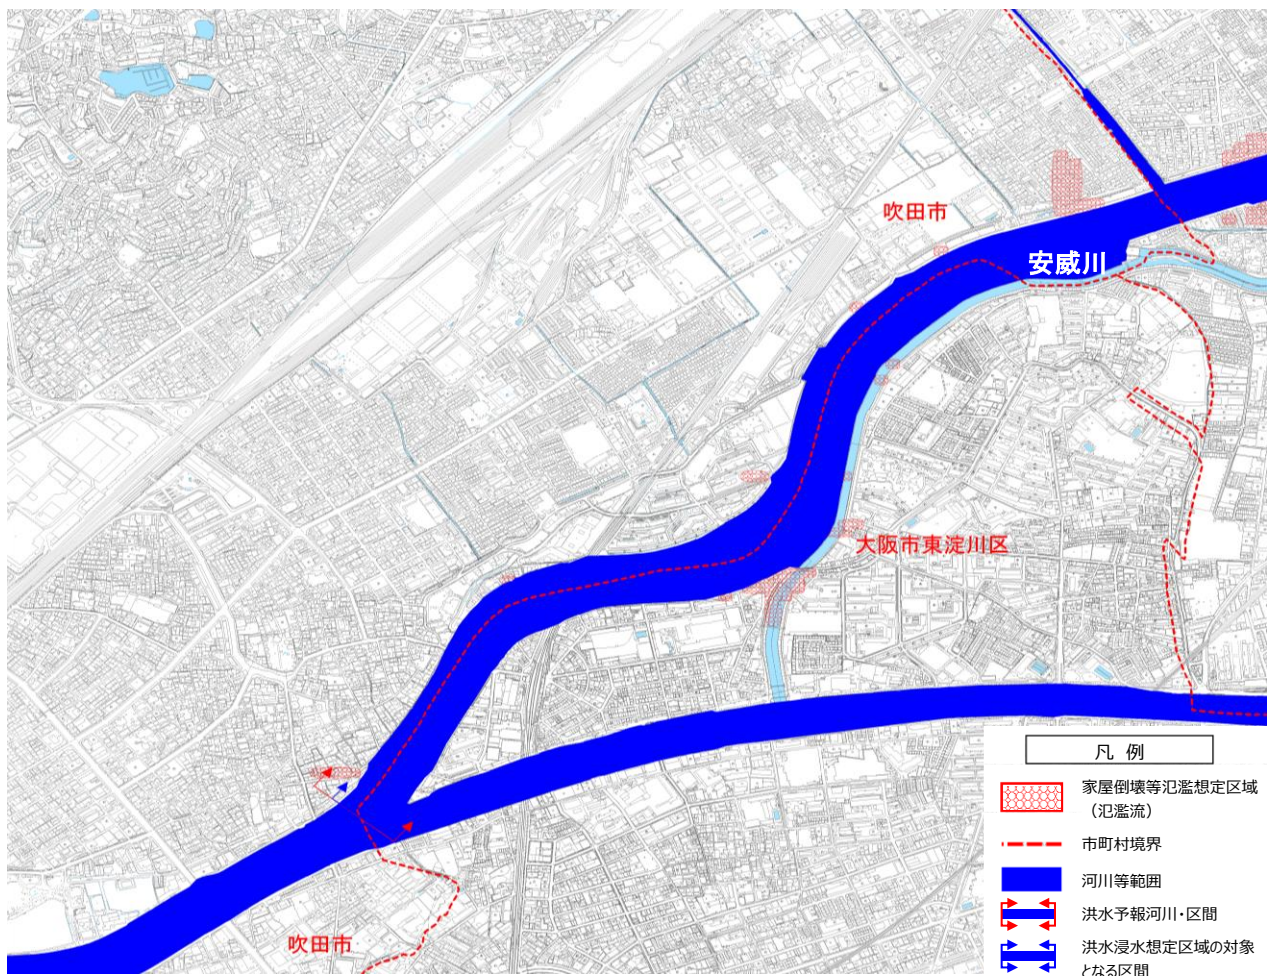 吹田市
安威川
大阪市東淀川区
吹田市
凡 例
家屋倒壊等氾濫想定区域
（氾濫流）
市町村境界
河川等範囲
洪水予報河川・区間
洪水浸水想定区域の対象
となる区間